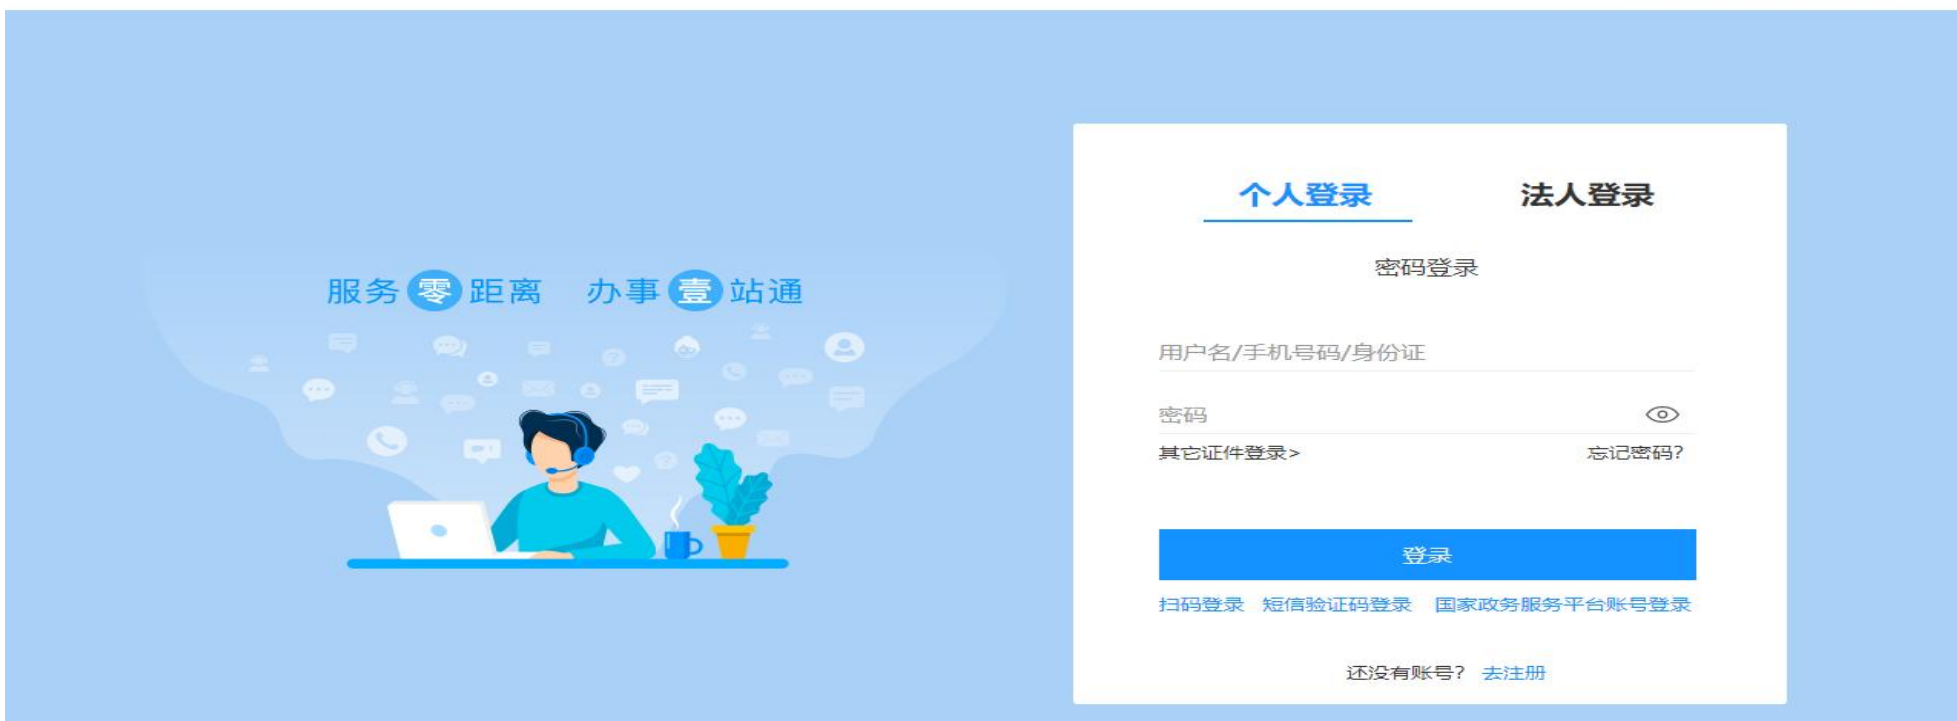 服务零距离 办事壹站通
个人登录 法人登录
密码登录
用户名/手机号码/身份证
密码
其它证件登录> 忘记密码?
登录
扫码登录 短信验证码登录 国家政务服务平台账号登录
还没有账号? 去注册